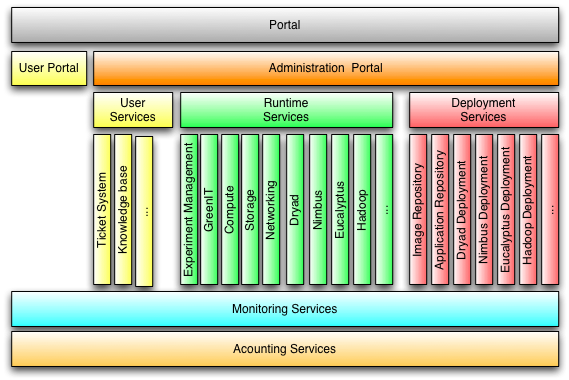 Portal
User Portal
Administration Portal
User
Services
Runtime
Services
Deployment
Services
Ticket System
Knowledge base
...
Experiment Management
GreenIT
Compute
Storage
Networking
Dryad
Nimbus
Eucalyptus
Hadoop
...
Image Repository
Application Repository
Dryad Deployment
Nimbus Deployment
Eucalyptus Deployment
Hadoop Deployment
...
Monitoring Services
Acounting Services